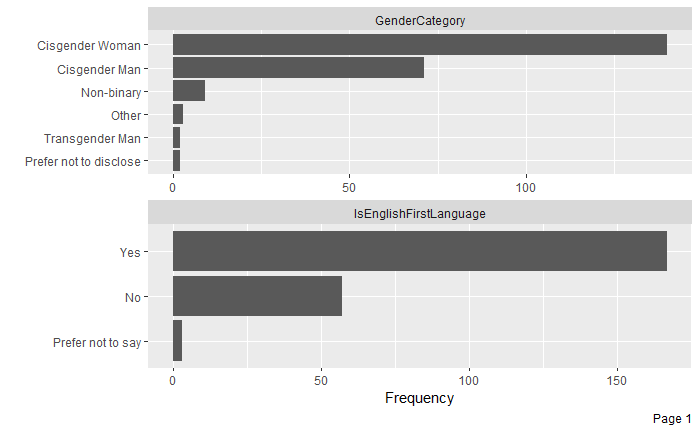 GenderCategory
Cisgender Woman
Cisgender Man
Non-binary
Other
Transgender Man
Prefer not to disclose
0 50 100
IsEnglishFirstLanguage
Yes
No
Prefer not to say
0 50 100 150
Frequency
Page 1